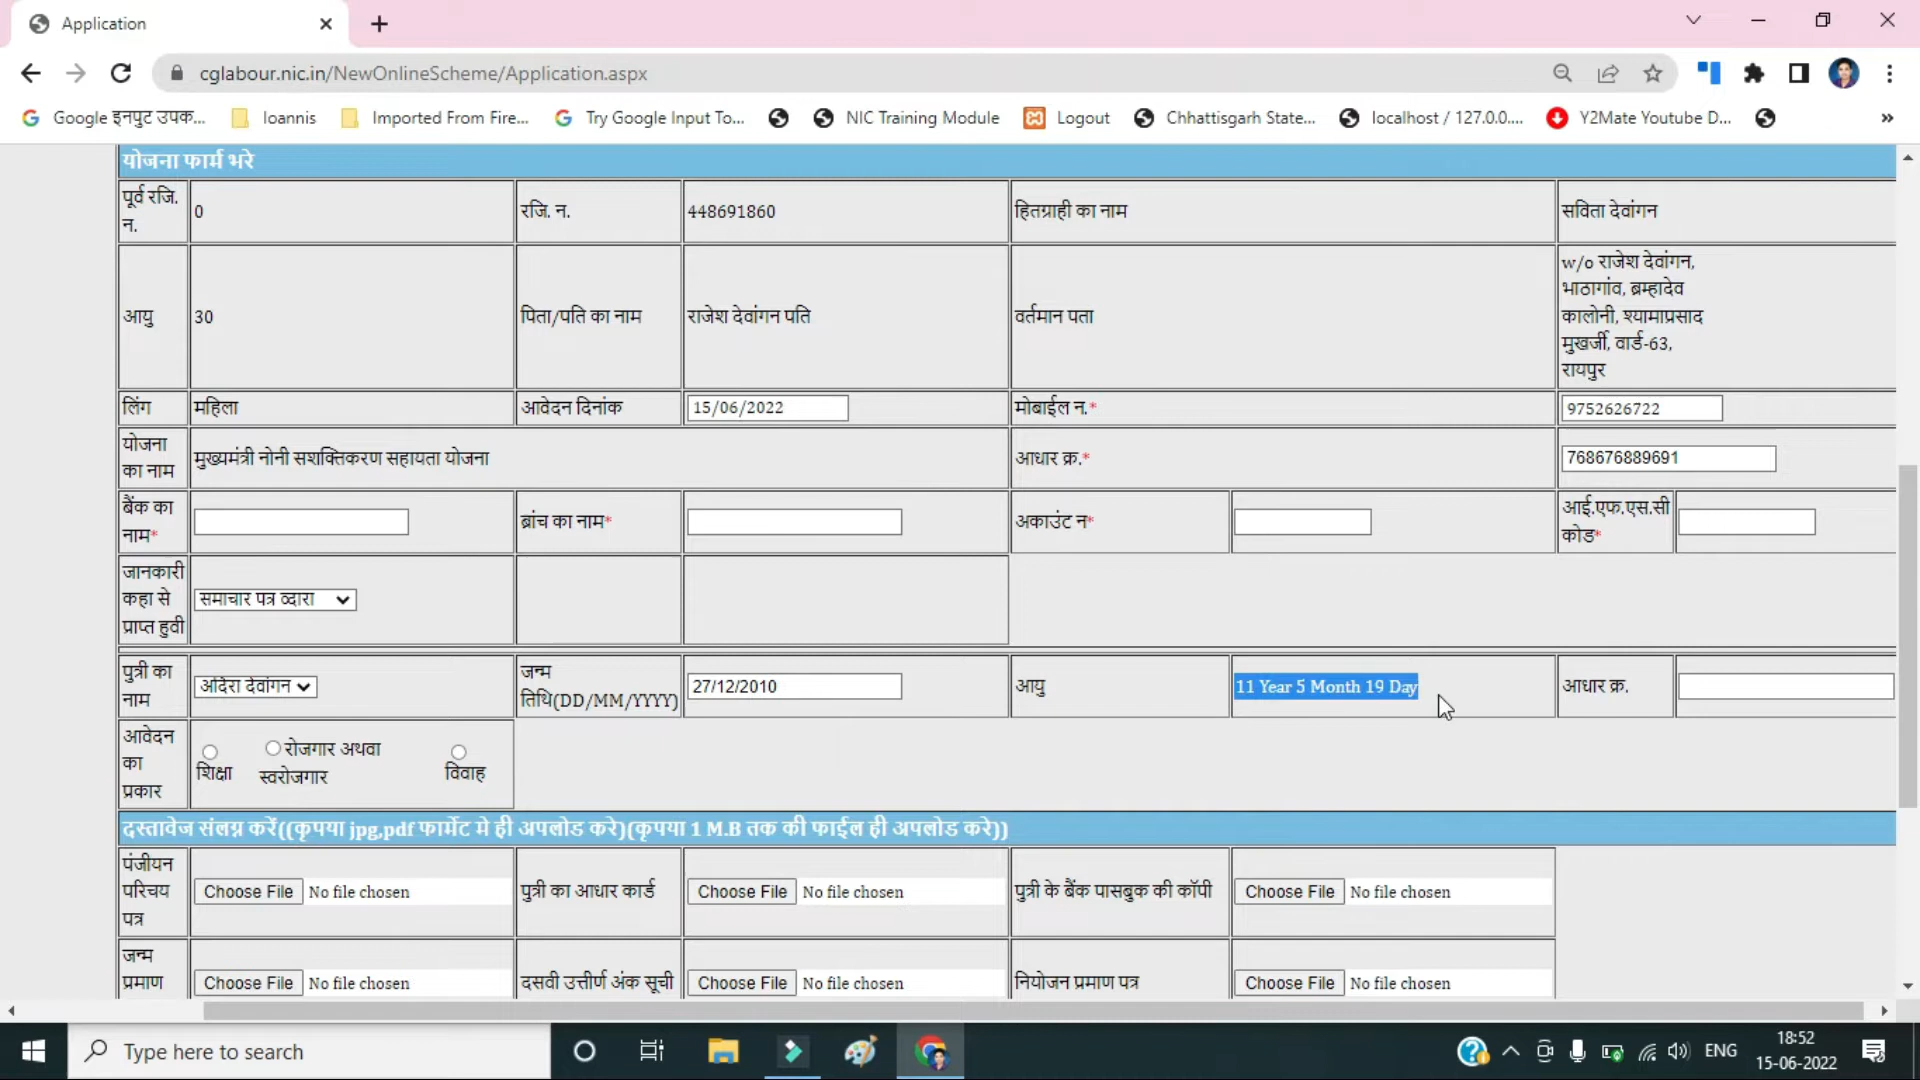 Application
cglabour.nic.in/NewOnlineScheme/Application.aspx
Google इनपुट उपक... Ioannis Imported From Fire... Try Google Input To... NIC Training Module Logout Chhattisgarh State... localhost / 127.0.0.... Y2Mate Youtube D... »
योजना फार्म भरे
पूर्व रजि. न. 0 रजि. न. 448691860 हितग्राही का नाम सविता देवांगन
आयु 30 पिता/पति का नाम राजेश देवांगन पति वर्तमान पता
w/o राजेश देवांगन,
भाठागांव, ब्रम्हादेव
कालोनी, श्यामाप्रसाद
मुखर्जी, वार्ड-63,
रायपुर
लिंग महिला आवेदन दिनांक 15/06/2022 मोबाईल न.* 9752626722
योजना का नाम मुख्यमंत्री नोनी सशक्तिकरण सहायता योजना आधार क्र.* 768676889691
बैंक का नाम* ब्रांच का नाम* अकाउंट न* आई.एफ.एस.सी कोड*
जानकारी कहा से प्राप्त हुवी समाचार पत्र व्दारा
पुत्री का नाम अदिरा देवांगन जन्म तिथि(DD/MM/YYYY) 27/12/2010 आयु 11 Year 5 Month 19 Day आधार क्र.
आवेदन का प्रकार शिक्षा रोजगार अथवा स्वरोजगार विवाह
दस्तावेज संलग्न करें((कृपया jpg,pdf फार्मेट मे ही अपलोड करे)(कृपया 1 M.B तक की फाईल ही अपलोड करे))
पंजीयन परिचय पत्र Choose File No file chosen पुत्री का आधार कार्ड Choose File No file chosen पुत्री के बैंक पासबुक की कॉपी Choose File No file chosen
जन्म प्रमाण Choose File No file chosen दसवी उत्तीर्ण अंक सूची Choose File No file chosen नियोजन प्रमाण पत्र Choose File No file chosen
Type here to search ENG 18:52
15-06-2022